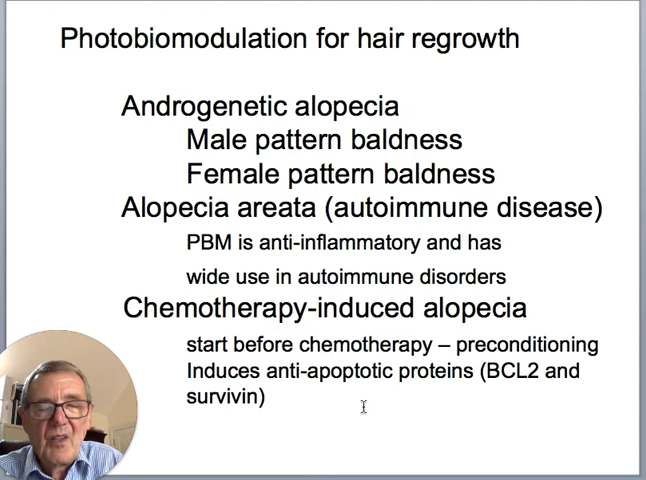 Photobiomodulation for hair regrowth
Androgenetic alopecia
Male pattern baldness
Female pattern baldness
Alopecia areata (autoimmune disease)
PBM is anti-inflammatory and has
wide use in autoimmune disorders
Chemotherapy-induced alopecia
start before chemotherapy – preconditioning
Induces anti-apoptotic proteins (BCL2 and
survivin)